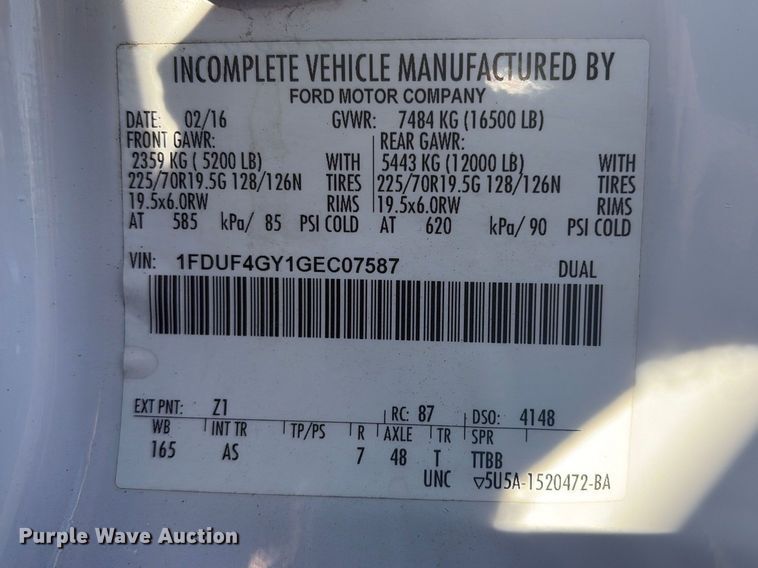 INCOMPLETE VEHICLE MANUFACTURED BY
FORD MOTOR COMPANY
DATE: 02/16 GVWR: 7484 KG (16500 LB)
FRONT GAWR: REAR GAWR:
2359 KG ( 5200 LB) WITH 5443 KG (12000 LB) WITH
225/70R19.5G 128/126N TIRES 225/70R19.5G 128/126N TIRES
19.5x6.0RW RIMS 19.5x6.0RW RIMS
AT 585 kPa/ 85 PSI COLD AT 620 kPa/ 90 PSI COLD
VIN: 1FDUF4GY1GEC07587 DUAL
EXT PNT: Z1 RC: 87 DSO: 4148
WB INT TR TP/PS R AXLE TR SPR
165 AS 7 48 T TTBB
UNC ▽5U5A-1520472-BA
Purple Wave Auction